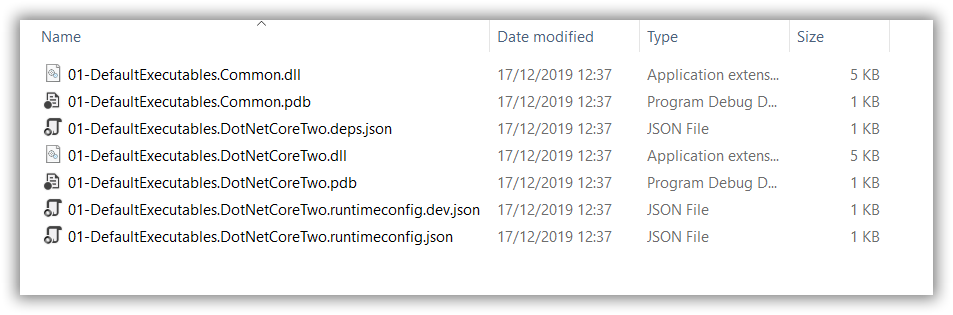 Name Date modified Type Size
01-DefaultExecutables.Common.dll 17/12/2019 12:37 Application extens... 5 KB
01-DefaultExecutables.Common.pdb 17/12/2019 12:37 Program Debug D... 1 KB
01-DefaultExecutables.DotNetCoreTwo.deps.json 17/12/2019 12:37 JSON File 1 KB
01-DefaultExecutables.DotNetCoreTwo.dll 17/12/2019 12:37 Application extens... 5 KB
01-DefaultExecutables.DotNetCoreTwo.pdb 17/12/2019 12:37 Program Debug D... 1 KB
01-DefaultExecutables.DotNetCoreTwo.runtimeconfig.dev.json 17/12/2019 12:37 JSON File 1 KB
01-DefaultExecutables.DotNetCoreTwo.runtimeconfig.json 17/12/2019 12:37 JSON File 1 KB